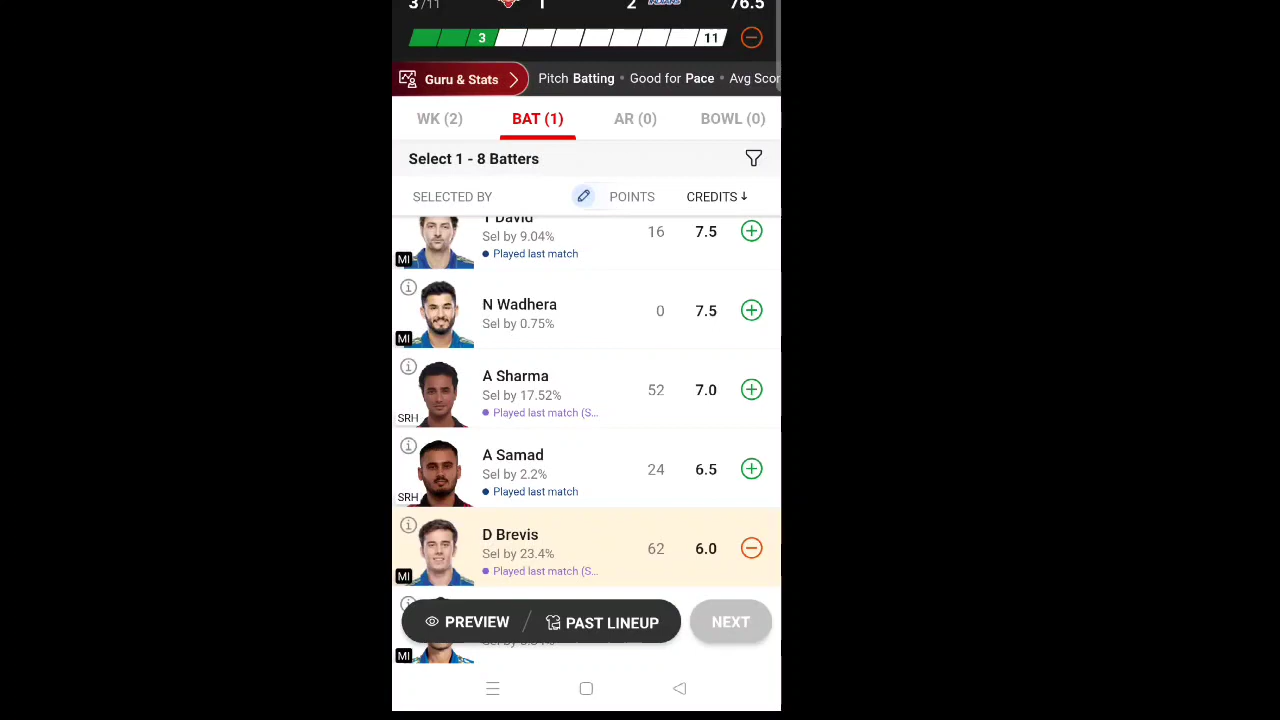 3/11 1 2 INDIANS 76.5
3 11
Guru & Stats Pitch Batting • Good for Pace • Avg Scor
WK (2) BAT (1) AR (0) BOWL (0)
Select 1 - 8 Batters
SELECTED BY POINTS CREDITS
T David
Sel by 9.04% 16 7.5
MI Played last match
N Wadhera
Sel by 0.75% 0 7.5
MI
A Sharma
Sel by 17.52% 52 7.0
SRH Played last match (S...
A Samad
Sel by 2.2% 24 6.5
SRH Played last match
D Brevis
Sel by 23.4% 62 6.0
MI Played last match (S...
PREVIEW / PAST LINEUP NEXT
MI